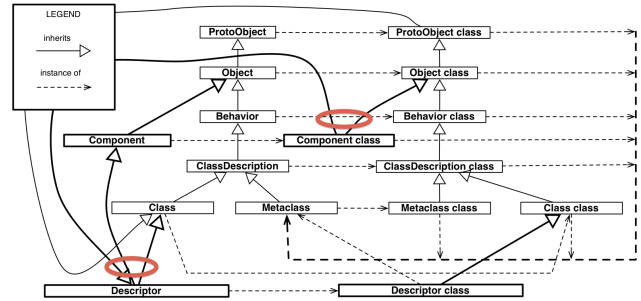 LEGEND
inherits
instance of
ProtoObject
ProtoObject class
Object
Object class
Behavior
Behavior class
Component
Component class
ClassDescription
ClassDescription class
Class
Metaclass
Metaclass class
Class class
Descriptor
Descriptor class